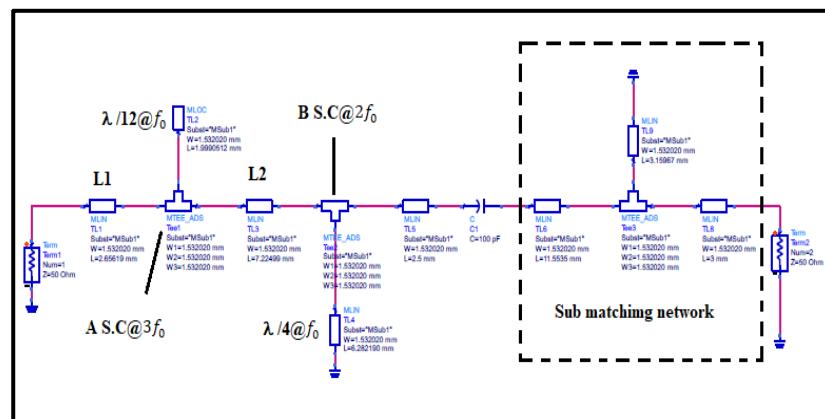 λ /12@f₀
MLOC
TL2
Subst="MSub1"
W=1.532020 mm
L=1.9990512 mm
B S.C@2f₀
Sub matchimg network
MLIN
TL9
Subst="MSub1"
W=1.532020 mm
L=3.15967 mm
L1
L2
MLIN
TL1
Subst="MSub1"
W=1.532020 mm
L=2.65619 mm
MTEE_ADS
Tee1
Subst="MSub1"
W1=1.532020 mm
W2=1.532020 mm
W3=1.532020 mm
MLIN
TL3
Subst="MSub1"
W=1.532020 mm
L=7.22499 mm
MTEE_ADS
Subst="MSub1"
W1=1.532020 mm
W2=1.532020 mm
W3=1.532020 mm
MLIN
TL5
Subst="MSub1"
W=1.532020 mm
L=2.5 mm
C
C1
C=100 pF
MLIN
TL6
Subst="MSub1"
W=1.532020 mm
L=11.5535 mm
MTEE_ADS
Tee3
Subst="MSub1"
W1=1.532020 mm
W2=1.532020 mm
W3=1.532020 mm
MLIN
TL8
Subst="MSub1"
W=1.532020 mm
L=3 mm
Term
Term1
Num=1
Z=50 Ohm
Term
Term2
Num=2
Z=50 Ohm
A S.C@3f₀
λ /4@f₀
MLIN
TL4
Subst="MSub1"
W=1.532020 mm
L=6.282190 mm